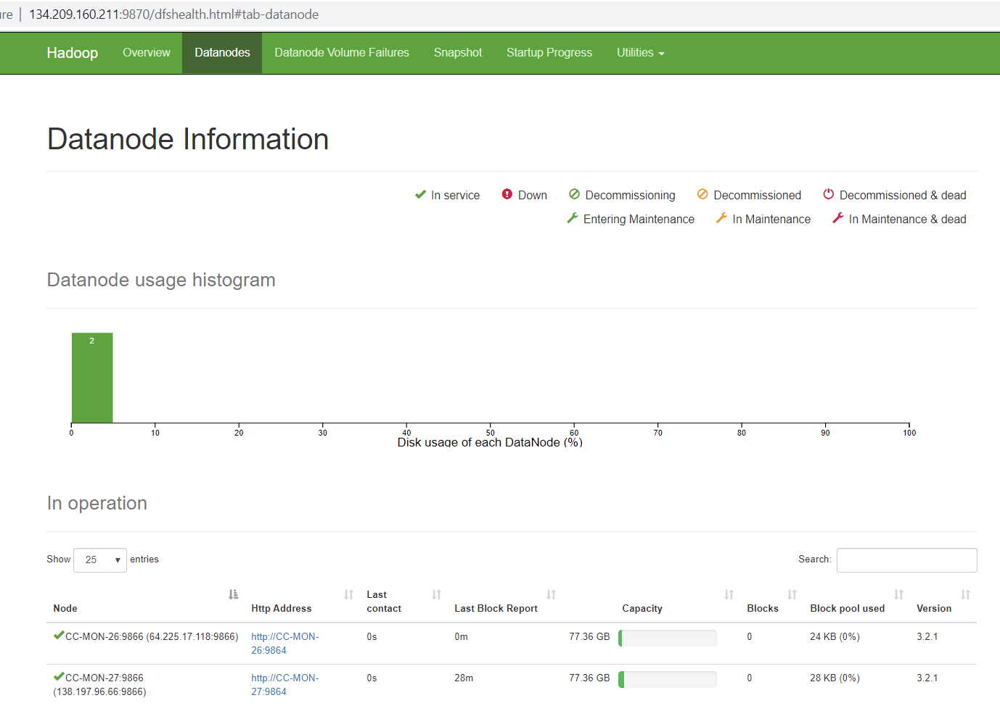 re | 134.209.160.211:9870/dfshealth.html#tab-datanode
Hadoop Overview Datanodes Datanode Volume Failures Snapshot Startup Progress Utilities
Datanode Information
In service Down Decommissioning Decommissioned Decommissioned & dead
Entering Maintenance In Maintenance In Maintenance & dead
Datanode usage histogram
2
0 10 20 30 40 50 60 70 80 90 100
Disk usage of each DataNode (%)
In operation
Show 25 entries Search:
Node Http Address Last contact Last Block Report Capacity Blocks Block pool used Version
CC-MON-26:9866 (64.225.17.118:9866) http://CC-MON- 0s 0m 77.36 GB 0 24 KB (0%) 3.2.1
26:9864
CC-MON-27:9866 http://CC-MON- 0s 28m 77.36 GB 0 28 KB (0%) 3.2.1
(138.197.96.66:9866) 27:9864